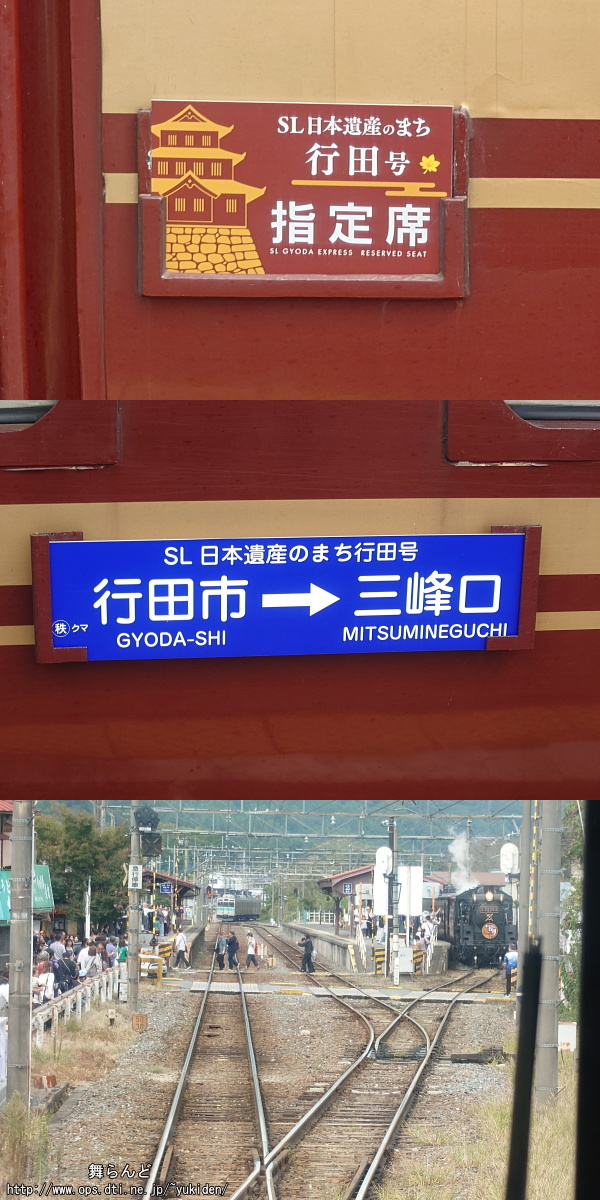 SL日本遺産のまち
行田号
指定席
SL GYODA EXPRESS RESERVED SEAT
SL 日本遺産のまち行田号
行田市 → 三峰口
秩 クマ
GYODA-SHI MITSUMINEGUCHI
舞らんど
http://www.ops.dti.ne.jp/~yukiden/